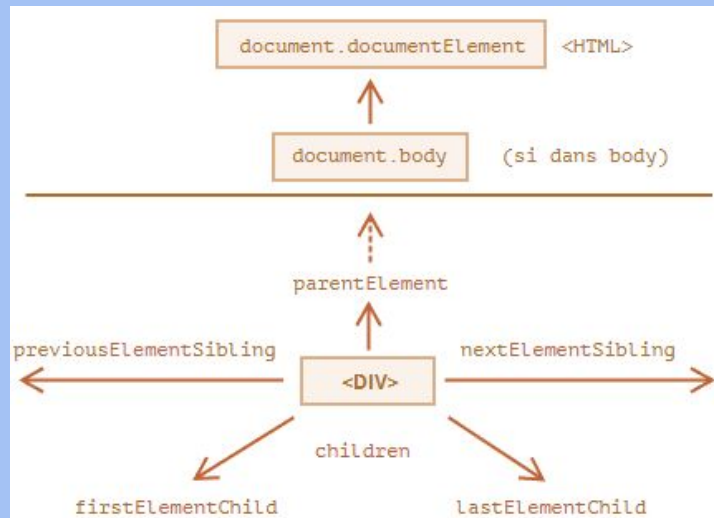 document.documentElement <HTML>
document.body (si dans body)
parentElement
previousElementSibling nextElementSibling
<DIV>
children
firstElementChild lastElementChild